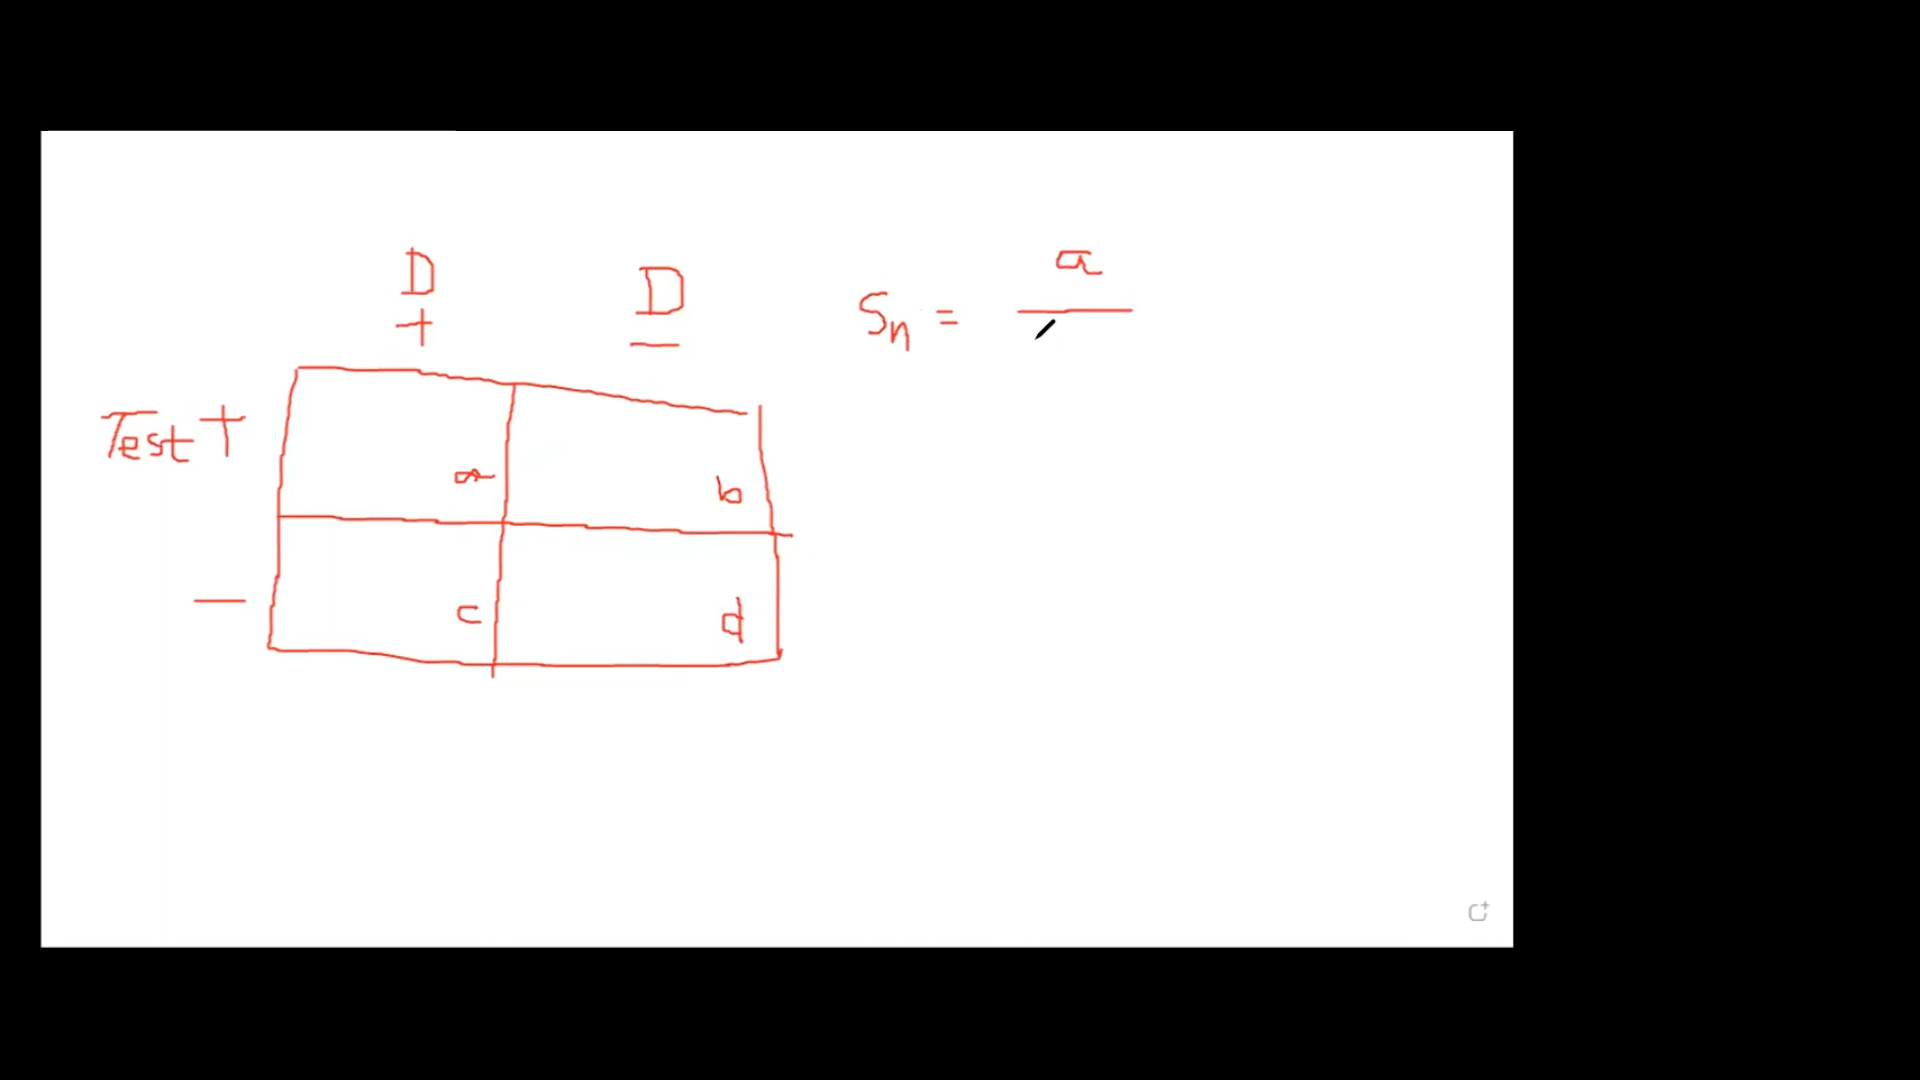 D D
+ −
Sn = a/
Test + a b
− c d